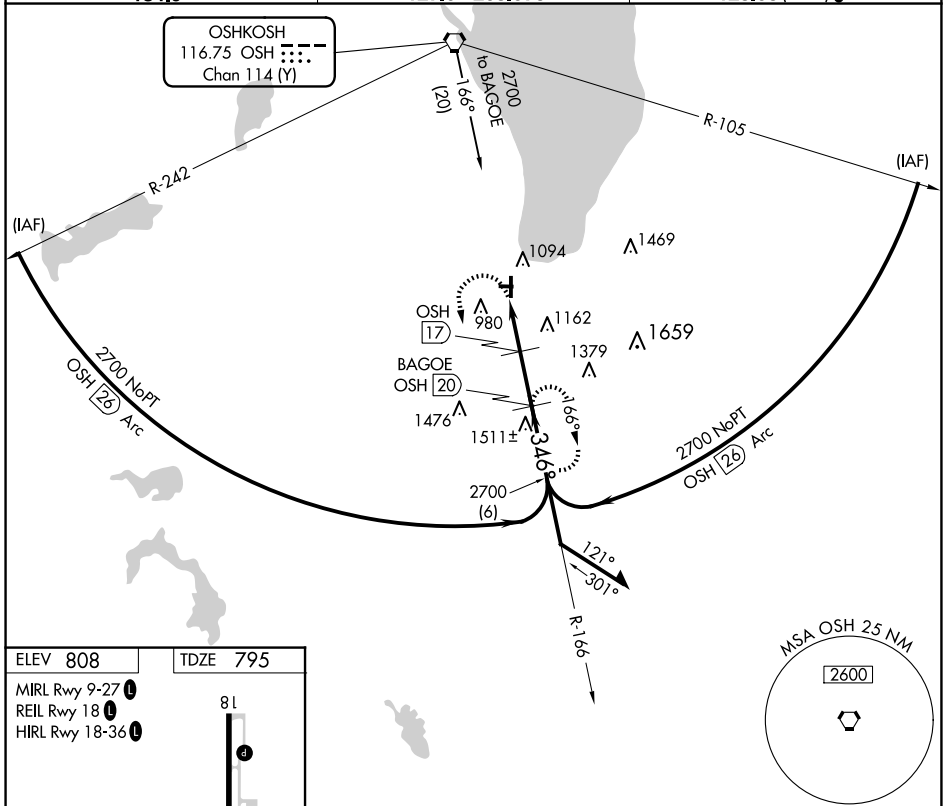 OSHKOSH
116.75 OSH
Chan 114 (Y)
2700
to BAGOE
166°
(20)
R-105
R-242
(IAF)
(IAF)
1094
1469
OSH
17
980
1162
1659
1379
BAGOE
OSH 20
1476
1511±
166°
346°
2700 NoPT
OSH 26 Arc
2700 NoPT
OSH 26 Arc
2700
(6)
121°
301°
R-166
MSA OSH 25 NM
2600
ELEV 808
TDZE 795
MIRL Rwy 9-27 L
REIL Rwy 18 L
HIRL Rwy 18-36 L
18
P